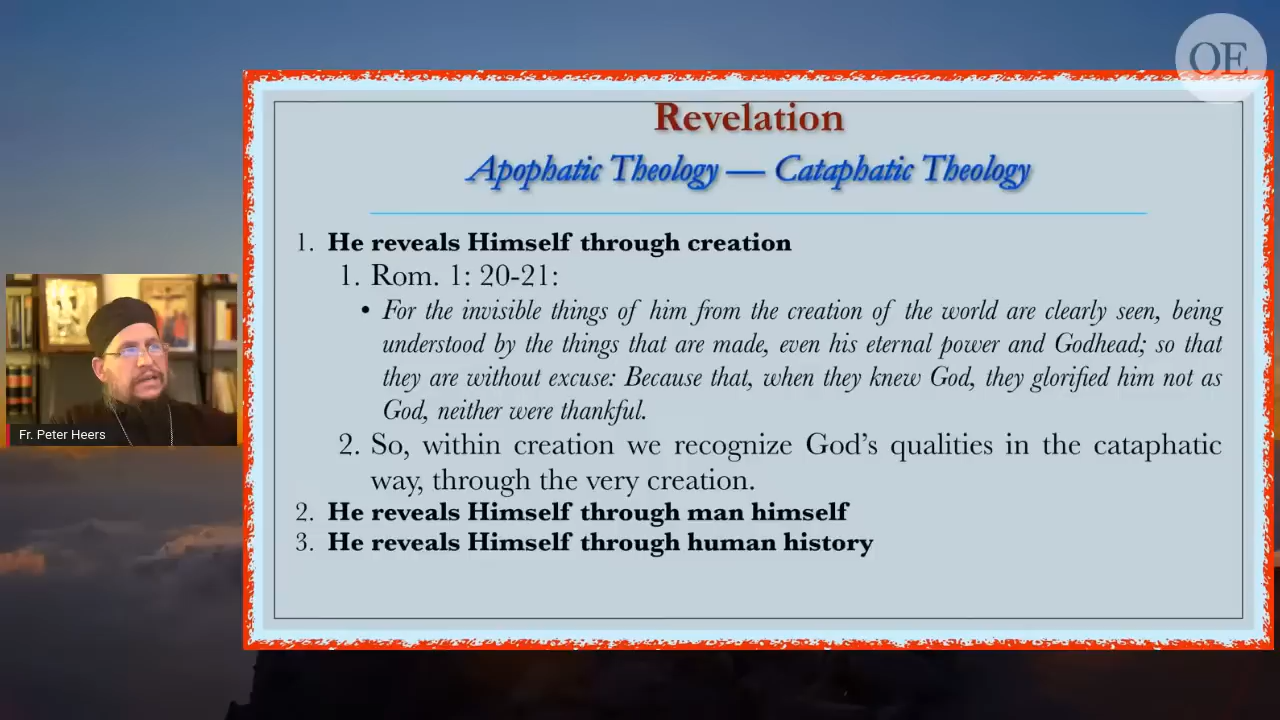 OE
Revelation
Apophatic Theology — Cataphatic Theology
1. He reveals Himself through creation
1. Rom. 1: 20-21:
• For the invisible things of him from the creation of the world are clearly seen, being
understood by the things that are made, even his eternal power and Godhead; so that
they are without excuse: Because that, when they knew God, they glorified him not as
God, neither were thankful.
2. So, within creation we recognize God’s qualities in the cataphatic
way, through the very creation.
2. He reveals Himself through man himself
3. He reveals Himself through human history
Fr. Peter Heers